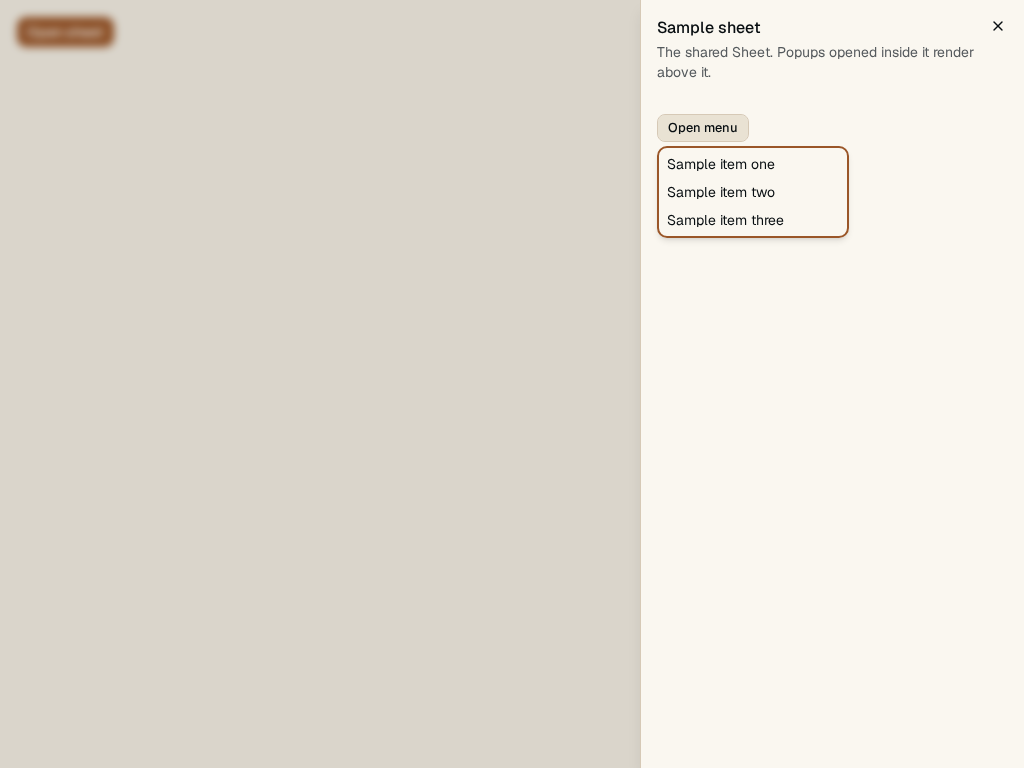 Sample sheet
The shared Sheet. Popups opened inside it render
above it.
Open menu
Sample item one
Sample item two
Sample item three